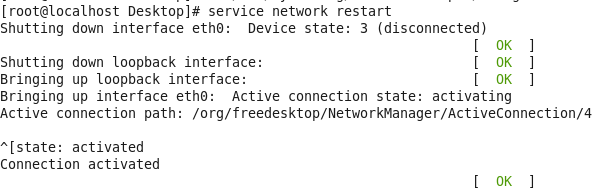 [root@localhost Desktop]# service network restart
Shutting down interface eth0:  Device state: 3 (disconnected)
                                                           [  OK  ]
Shutting down loopback interface:                          [  OK  ]
Bringing up loopback interface:                            [  OK  ]
Bringing up interface eth0:  Active connection state: activating
Active connection path: /org/freedesktop/NetworkManager/ActiveConnection/4

^[state: activated
Connection activated
                                                           [  OK  ]